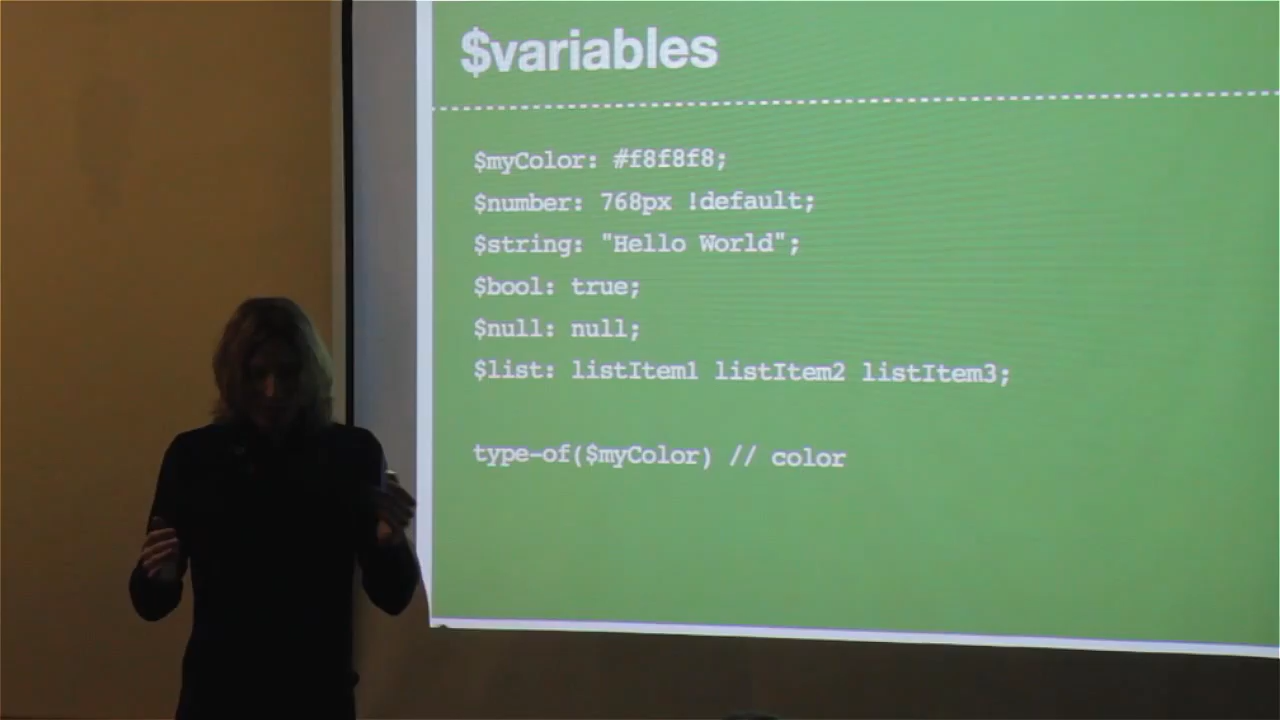 $variables
$myColor: #f8f8f8;
$number: 768px !default;
$string: "Hello World";
$bool: true;
$null: null;
$list: listItem1 listItem2 listItem3;
type-of($myColor) // color